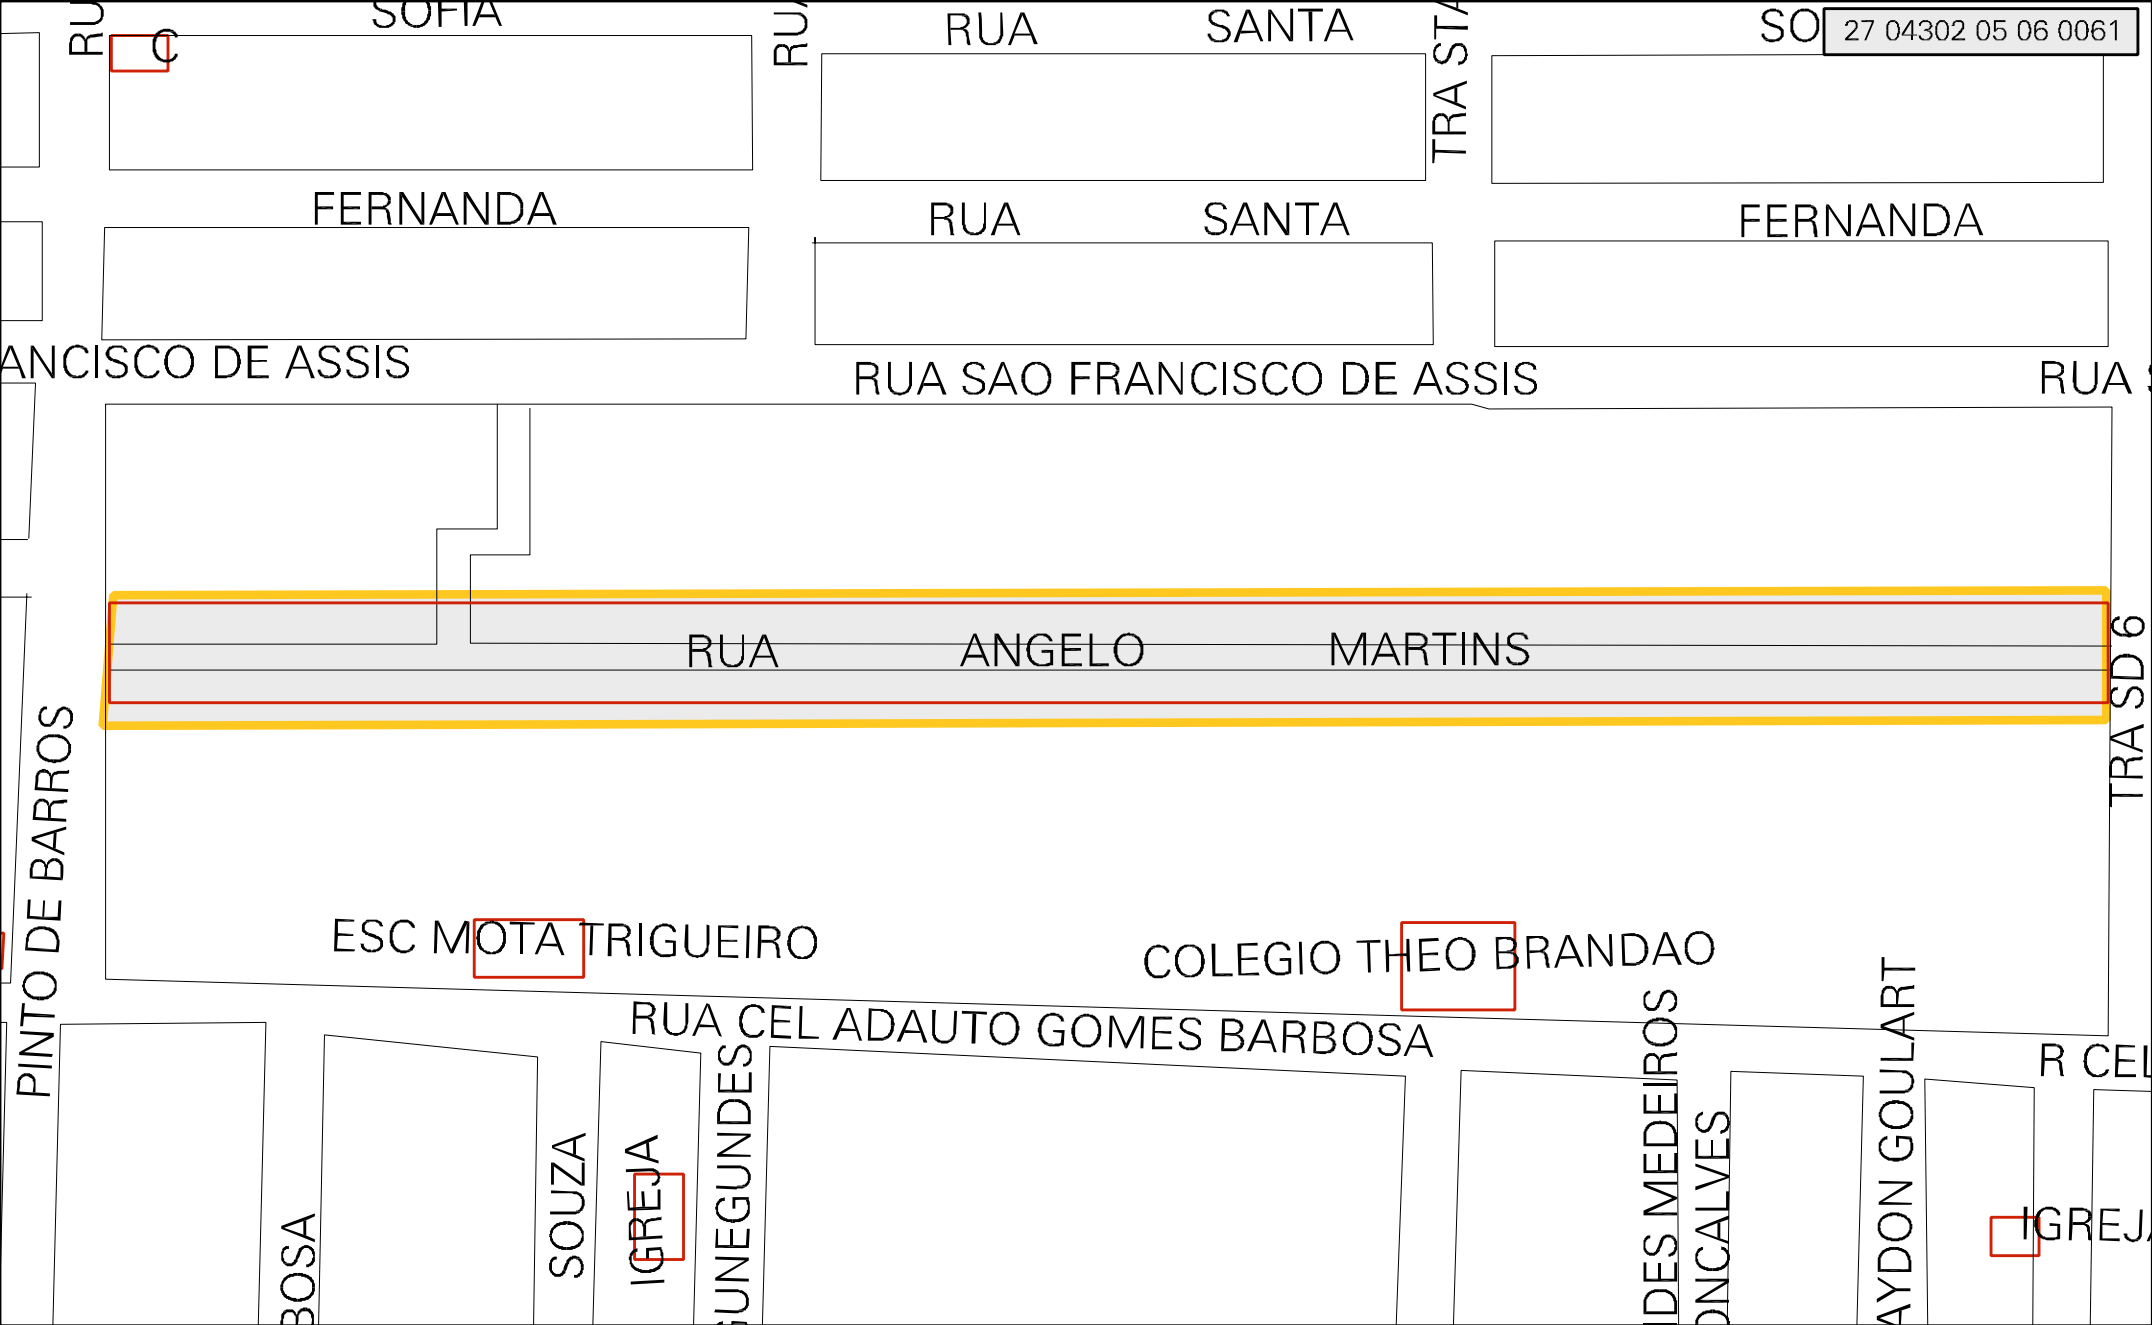 SOFIA
RUA SANTA
27 04302 05 06 0061
C
TRA STA
FERNANDA
RUA SANTA
FERNANDA
ANCISCO DE ASSIS
RUA SAO FRANCISCO DE ASSIS
RUA
RUA ANGELO MARTINS
TRA SD 6
PINTO DE BARROS
ESC MOTA TRIGUEIRO
COLEGIO THEO BRANDAO
RUA CEL ADAUTO GOMES BARBOSA
R CEL
BOSA
SOUZA
IGREJA
GUNEGUNDES
IDES MEDEIROS
ONCALVES
AYDON GOULART
IGREJA